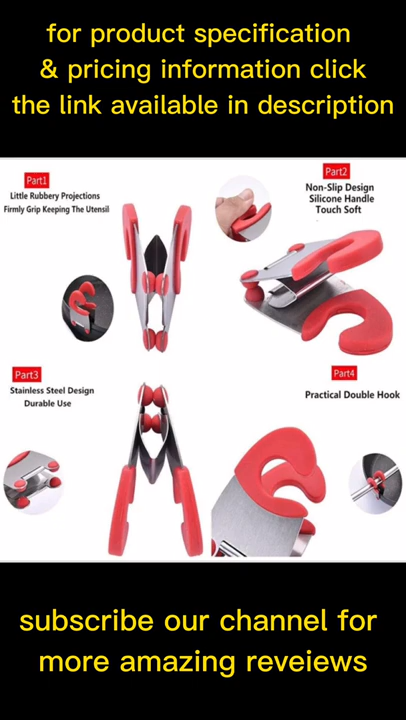 for product specification
& pricing information click
the link available in description
Part1
Little Rubbery Projections
Firmly Grip Keeping The Utensil
Part2
Non-Slip Design
Silicone Handle
Touch Soft
Part3
Stainless Steel Design
Durable Use
Part4
Practical Double Hook
subscribe our channel for
more amazing reveiews